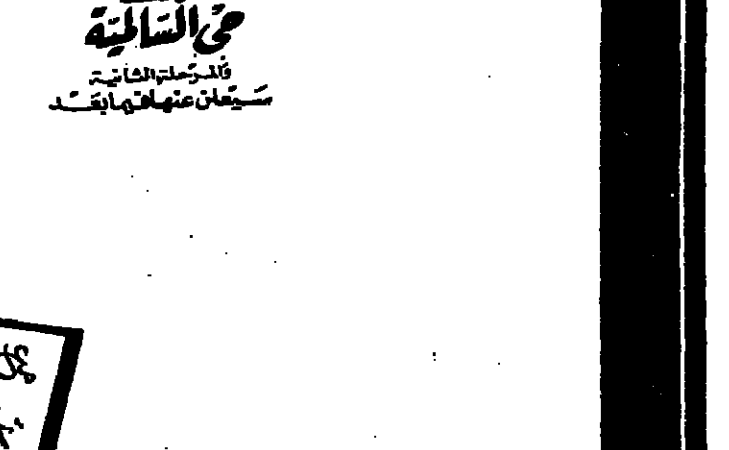 حي السالمية
والمرحلة الثانية
سيعلن عنها فيما بعد